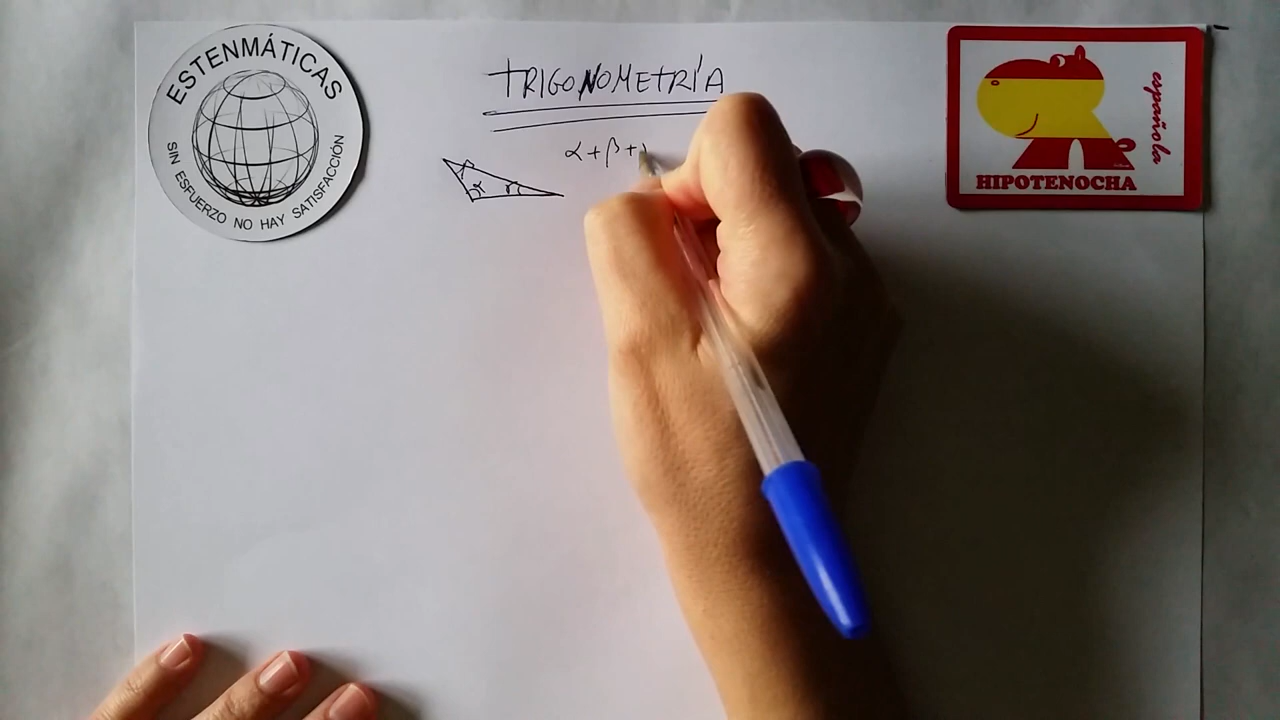 ESTENMÁTICAS
SIN ESFUERZO NO HAY SATISFACCIÓN
TRIGONOMETRÍA
α+β+
española
HIPOTENOCHA